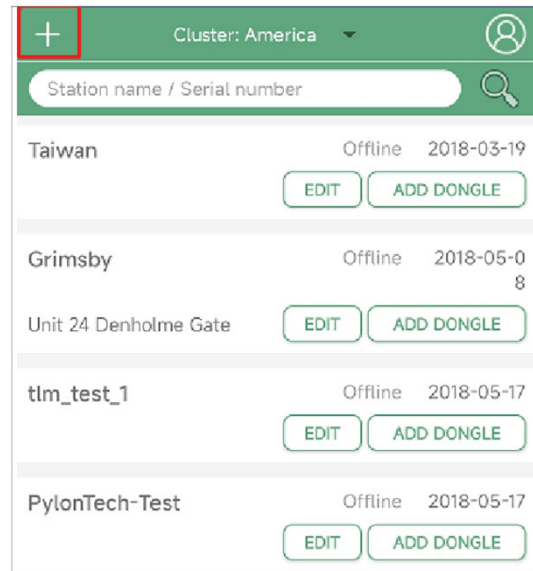 Cluster: America
Station name / Serial number
Taiwan Offline 2018-03-19
EDIT ADD DONGLE
Grimsby Offline 2018-05-0
8
Unit 24 Denholme Gate EDIT ADD DONGLE
tlm_test_1 Offline 2018-05-17
EDIT ADD DONGLE
PylonTech-Test Offline 2018-05-17
EDIT ADD DONGLE